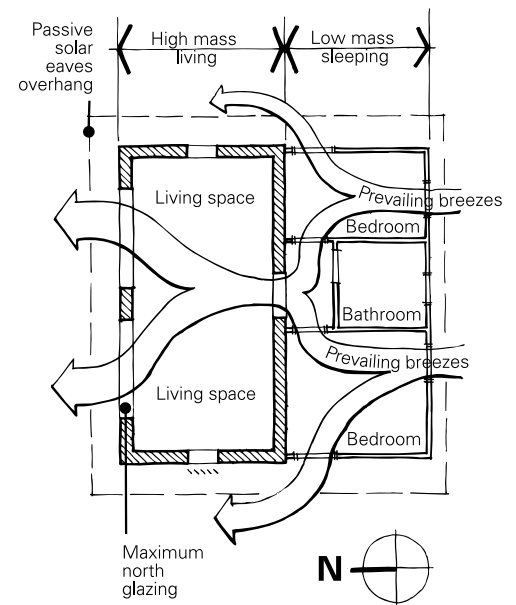 Passive
solar
eaves
overhang
High mass
living
Low mass
sleeping
Living space
Prevailing breezes
Bedroom
Bathroom
Prevailing breezes
Living space
Bedroom
Maximum
north
glazing
N